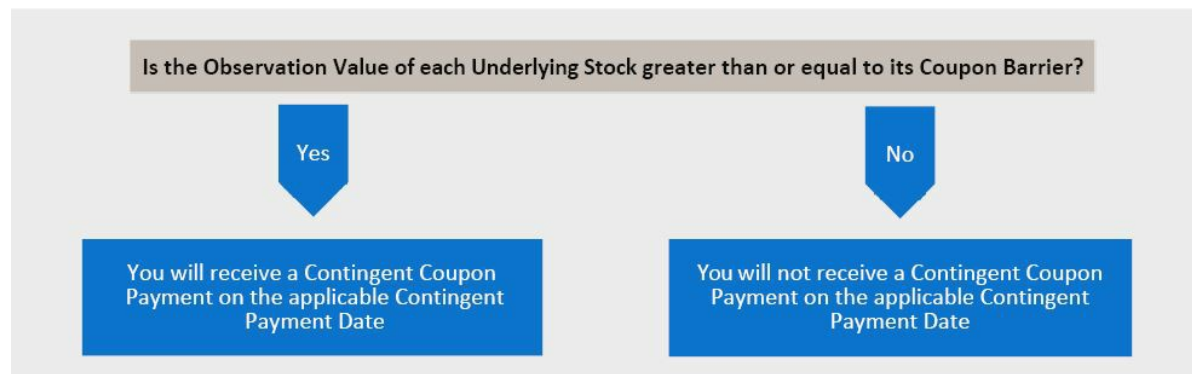 Is the Observation Value of each Underlying Stock greater than or equal to its Coupon Barrier?
Yes
No
You will receive a Contingent Coupon
Payment on the applicable Contingent
Payment Date
You will not receive a Contingent Coupon
Payment on the applicable Contingent
Payment Date